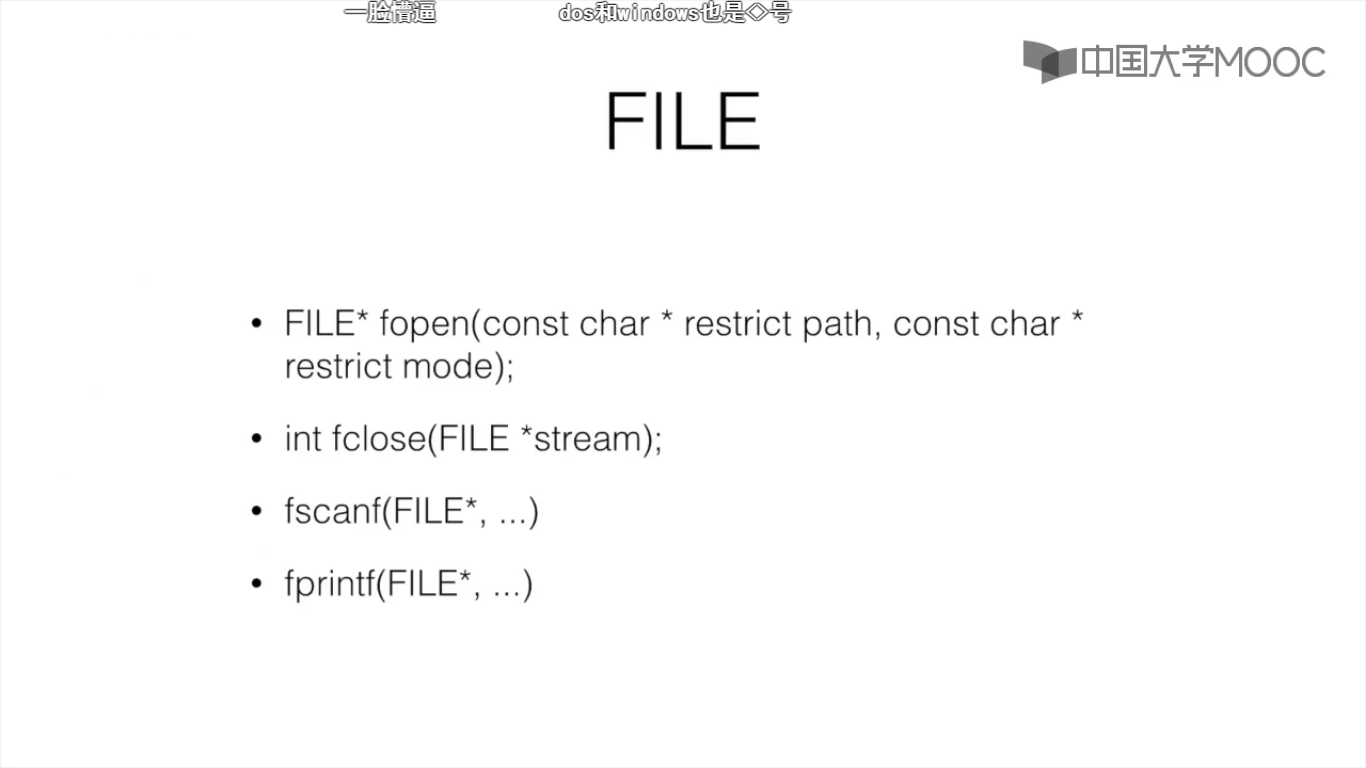 一脸懵逼 dos和windows也是◇号
中国大学MOOC
FILE
• FILE* fopen(const char * restrict path, const char *
restrict mode);
• int fclose(FILE *stream);
• fscanf(FILE*, ...)
• fprintf(FILE*, ...)